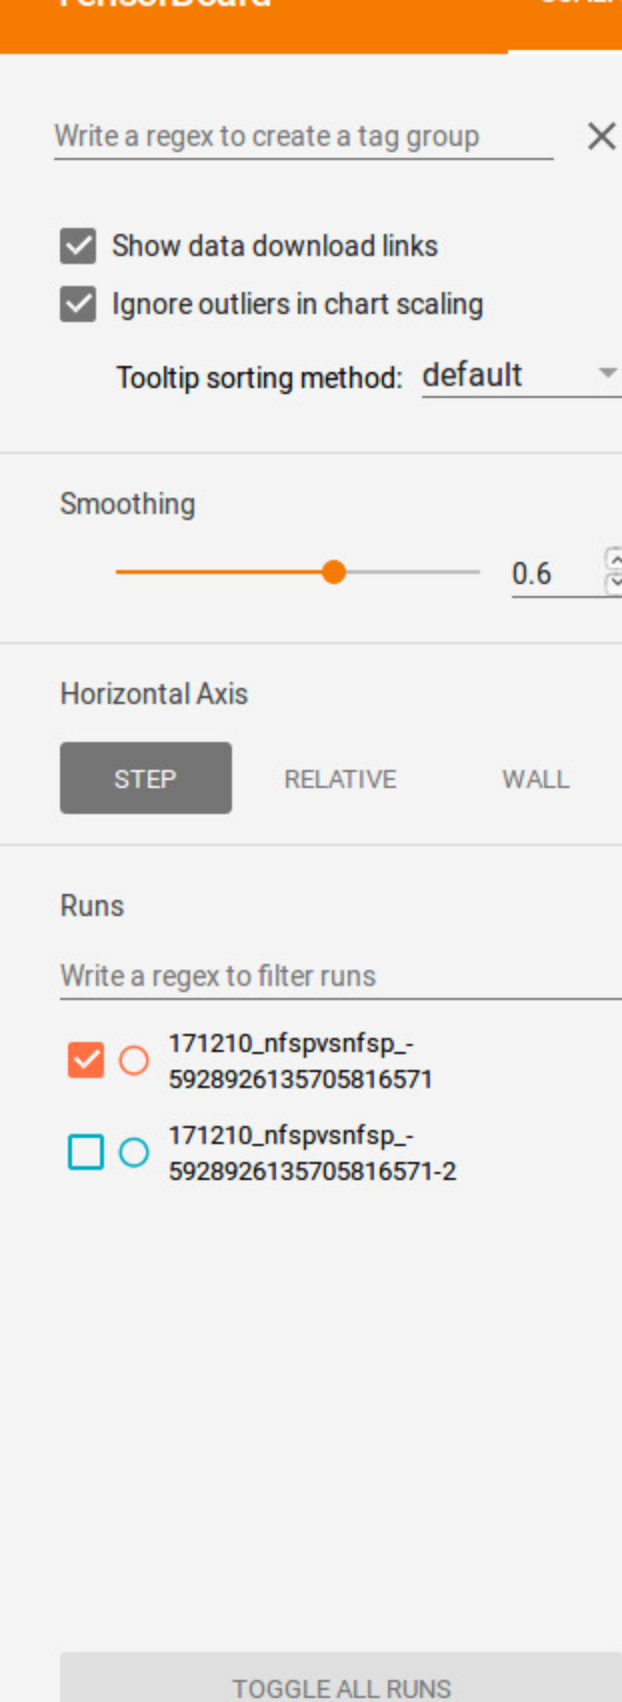 TensorBoard
Write a regex to create a tag group
Show data download links
Ignore outliers in chart scaling
Tooltip sorting method: default
Smoothing
0.6
Horizontal Axis
STEP RELATIVE WALL
Runs
Write a regex to filter runs
171210_nfspvsnfsp_-
5928926135705816571
171210_nfspvsnfsp_-
5928926135705816571-2
TOGGLE ALL RUNS